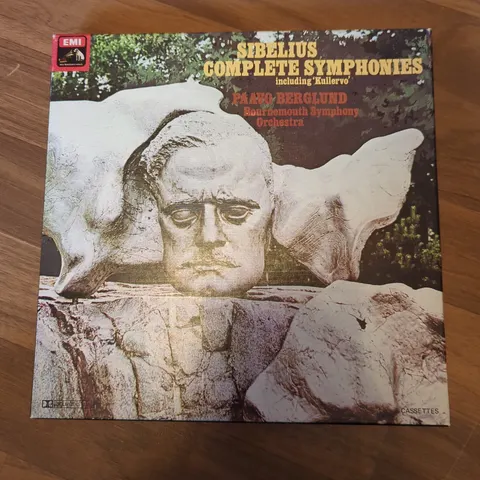 EMI
SIBELIUS
COMPLETE SYMPHONIES
including 'Kullervo'
PAAVO BERGLUND
Bournemouth Symphony
Orchestra
CASSETTES